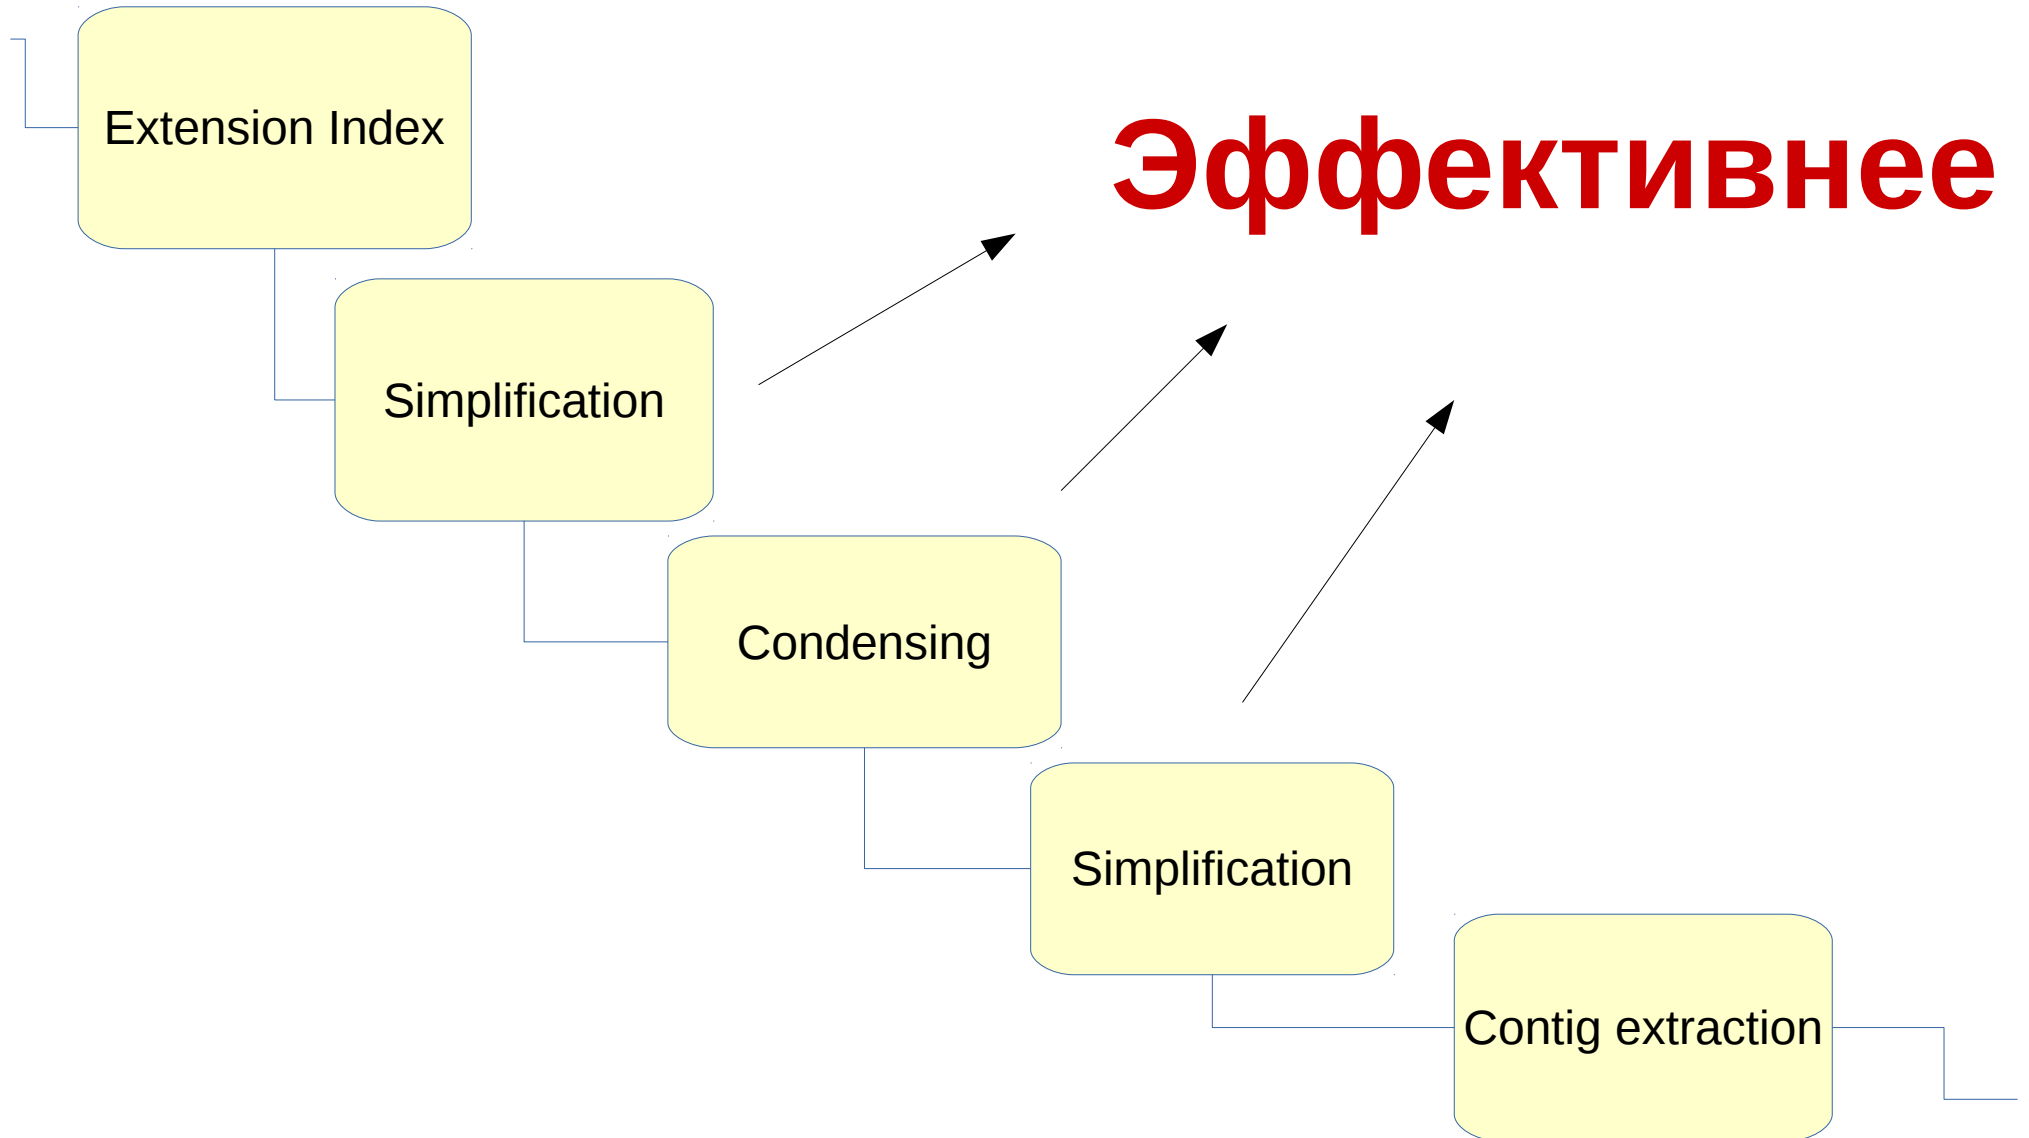 Extension Index
Эффективнее
Simplification
Condensing
Simplification
Contig extraction